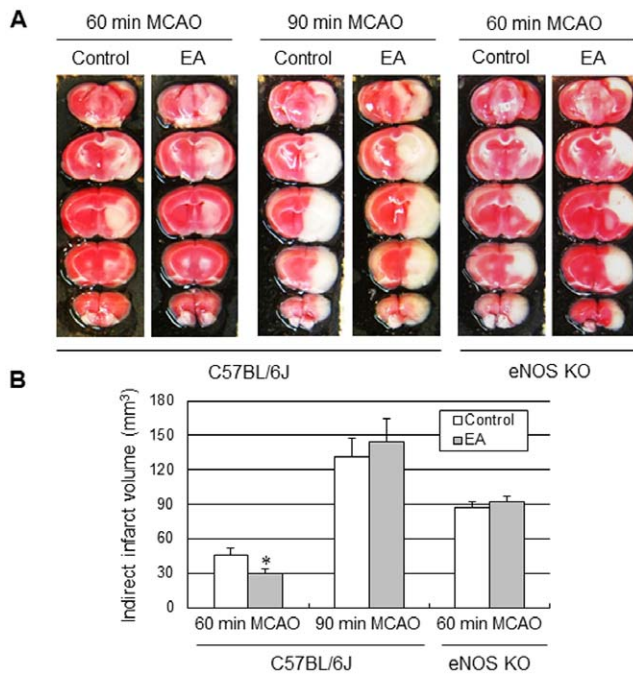 A
60 min MCAO 90 min MCAO 60 min MCAO
Control EA Control EA Control EA
C57BL/6J eNOS KO
B
Indirect infarct volume (mm³)
180
150
120
90
60
30
0
Control
EA
*
60 min MCAO 90 min MCAO 60 min MCAO
C57BL/6J eNOS KO